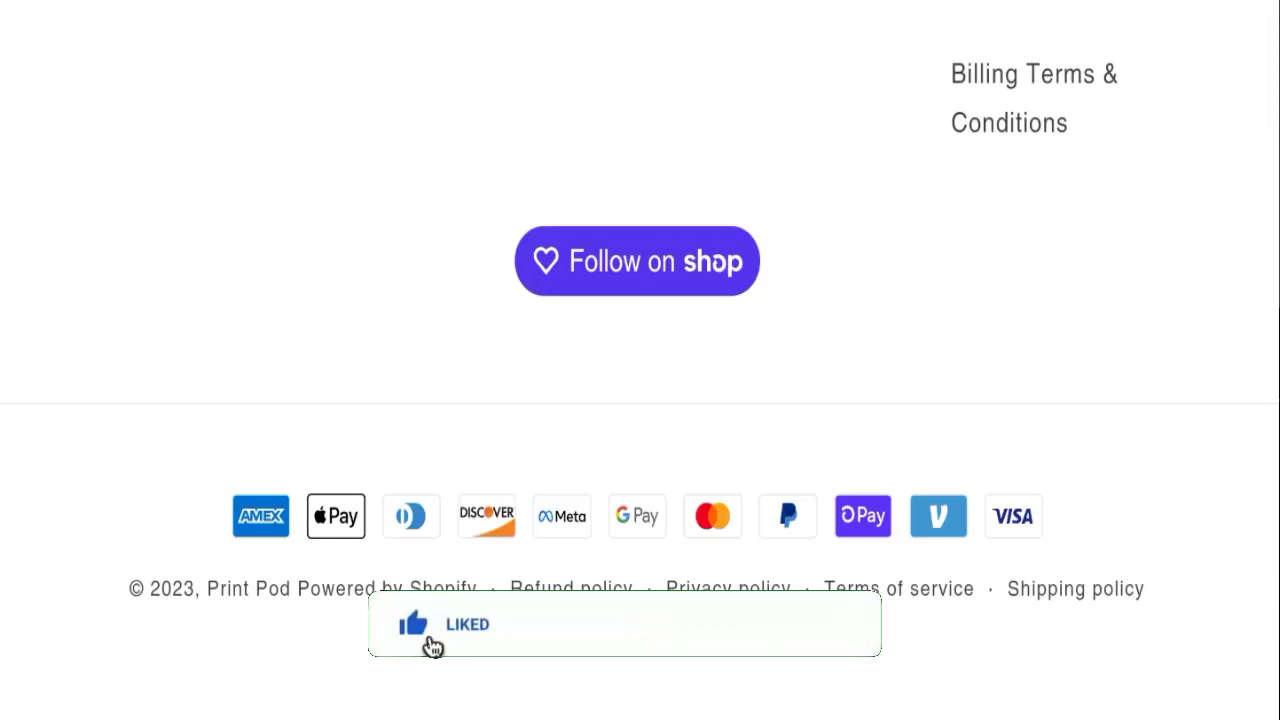 Billing Terms &
Conditions
Follow on shop
AMEX Pay DISCOVER Meta G Pay Pay V VISA
© 2023, Print Pod Powered by Shopify · Refund policy · Privacy policy · Terms of service · Shipping policy
LIKED